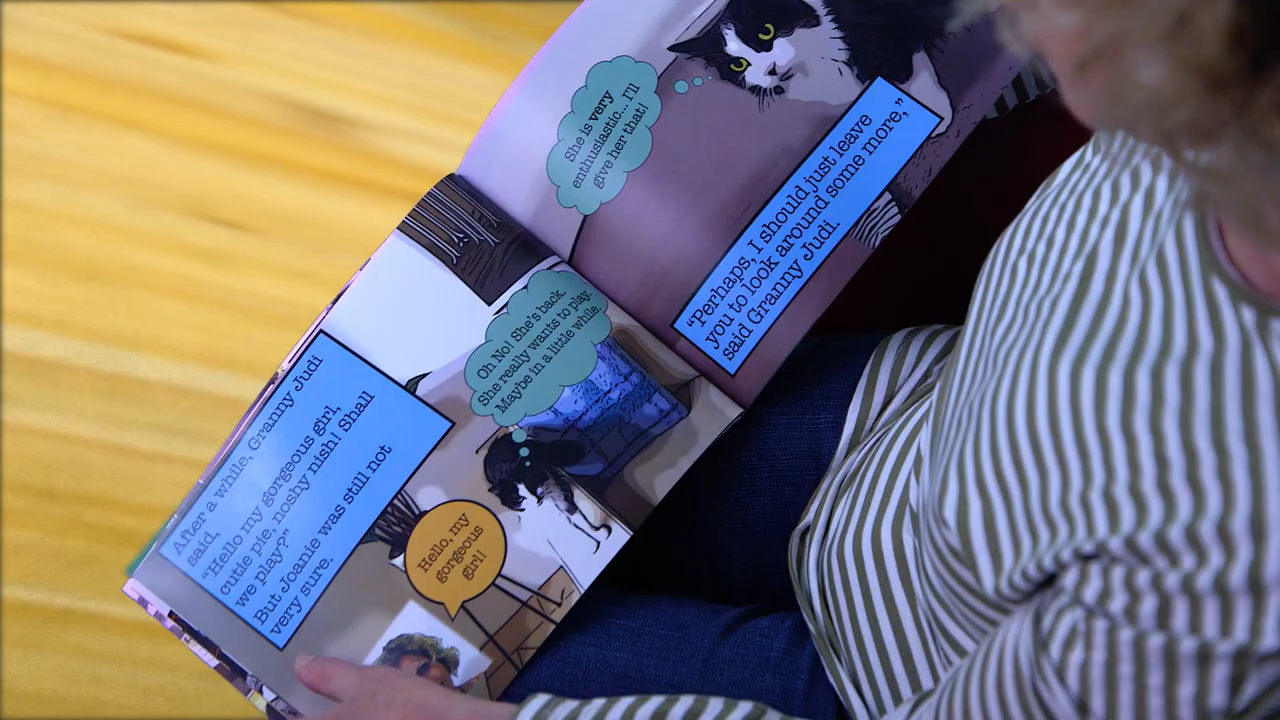 After a while, Granny Judi
said,
“Hello my gorgeous girl,
cutie pie, noshy nish! Shall
we play?”
But Joanie was still not
very sure.
Oh No! She's back.
She really wants to play.
Maybe in a little while.
Hello, my
gorgeous
girl!
She is very
enthusiastic... I'll
give her that!
“Perhaps, I should just leave
you to look around some more,”
said Granny Judi.